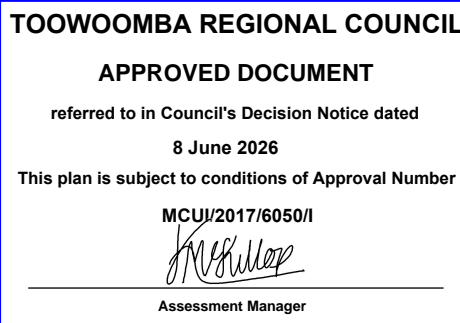 TOOWOOMBA REGIONAL COUNCIL
APPROVED DOCUMENT
referred to in Council's Decision Notice dated
8 June 2026
This plan is subject to conditions of Approval Number
MCUI/2017/6050/I
Assessment Manager